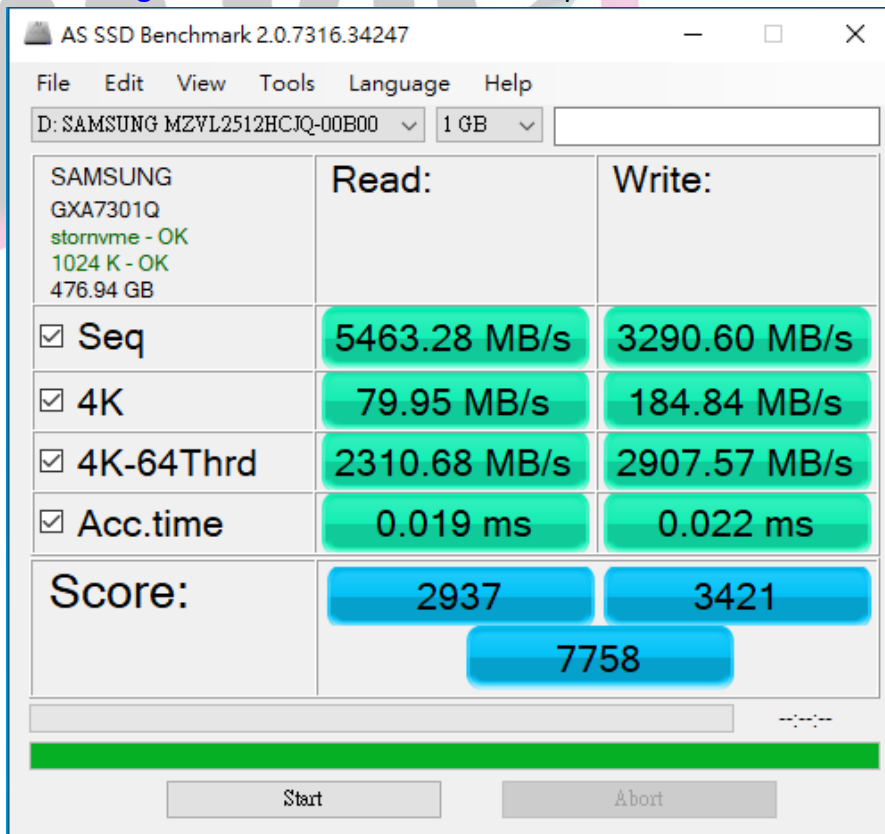 AS SSD Benchmark 2.0.7316.34247
File Edit View Tools Language Help
D: SAMSUNG MZVL2512HCJQ-00B00 1 GB
SAMSUNG
GXA7301Q
stornvme - OK
1024 K - OK
476.94 GB
Read: Write:
Seq 5463.28 MB/s 3290.60 MB/s
4K 79.95 MB/s 184.84 MB/s
4K-64Thrd 2310.68 MB/s 2907.57 MB/s
Acc.time 0.019 ms 0.022 ms
Score: 2937 3421
7758
--:--:--
Start Abort